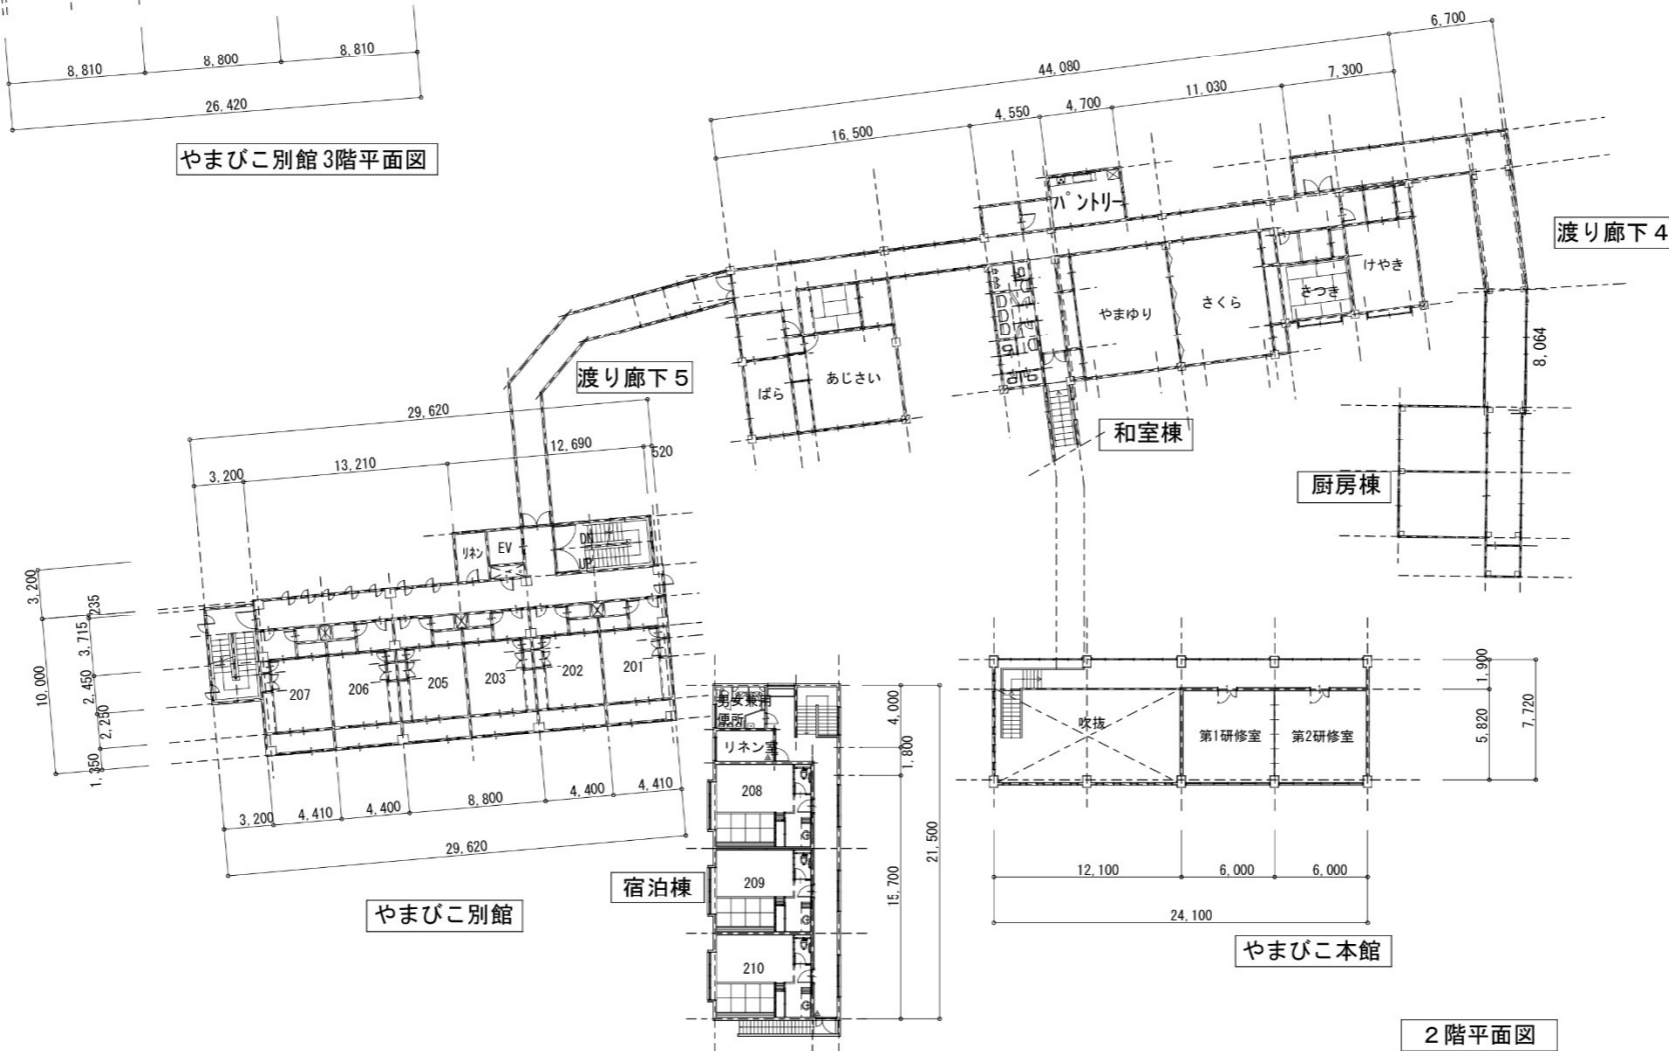 8,810
8,800
8,810
26,420
やまびこ別館3階平面図
6,700
44,080
7,300
11,030
4,700
4,550
16,500
パントリー
渡り廊下4
けやき
さつき
さくら
やまゆり
あじさい
ばら
8,064
渡り廊下5
和室棟
厨房棟
29,620
12,690
520
13,210
3,200
リネン
EV
DN
UP
3,200
235
3,715
10,000
2,450
2,250
1,350
207
206
205
203
202
201
3,200
4,410
4,400
8,800
4,400
4,410
29,620
やまびこ別館
男女兼用
便所
リネン室
208
209
210
宿泊棟
4,000
1,800
15,700
21,500
吹抜
第1研修室
第2研修室
1,900
5,820
7,720
12,100
6,000
6,000
24,100
やまびこ本館
2階平面図